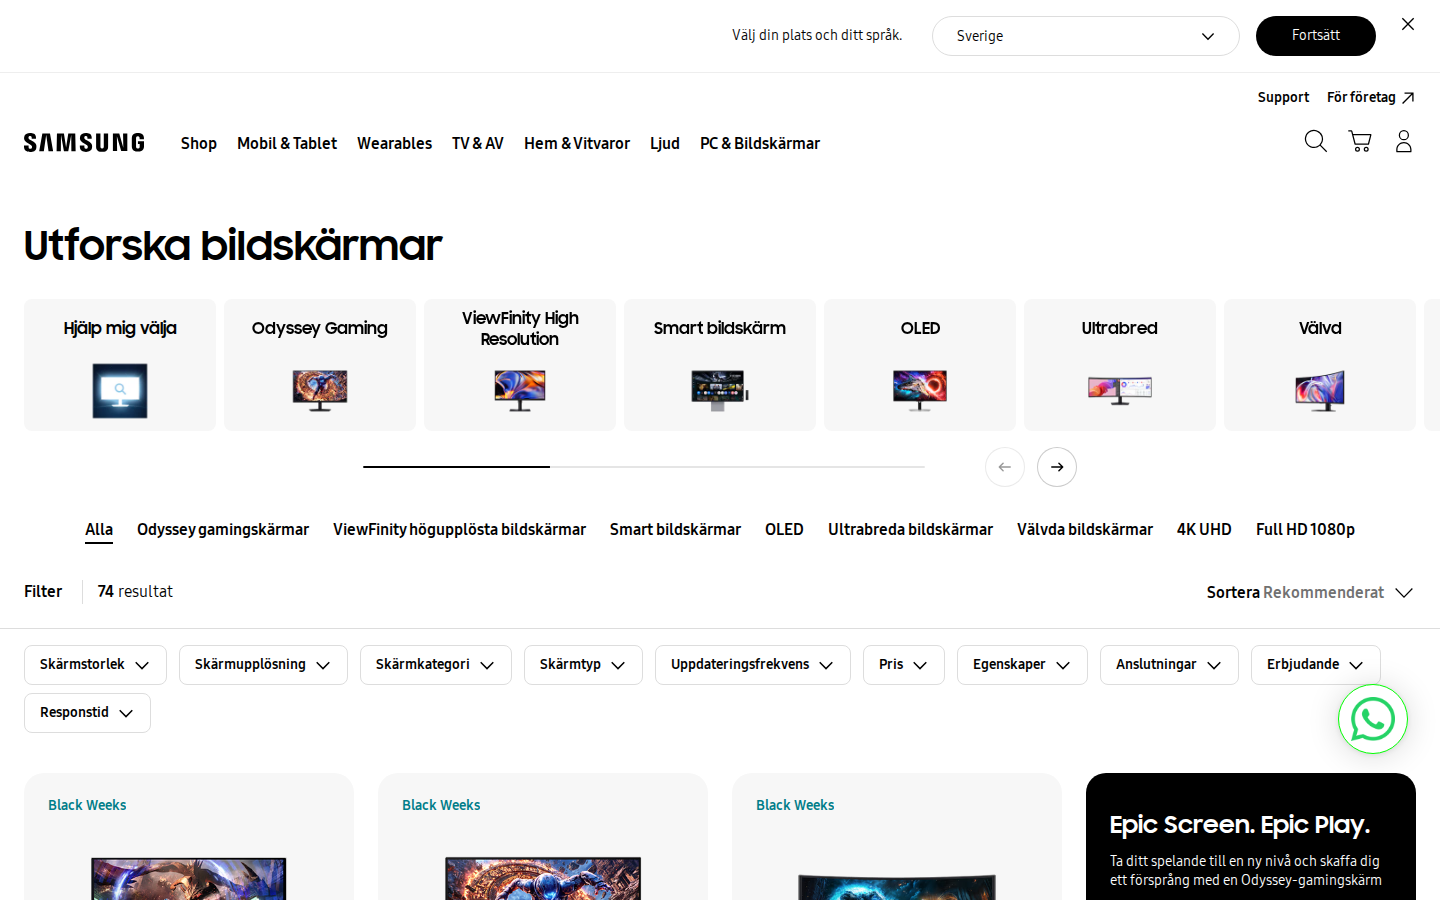 Välj din plats och ditt språk.
Sverige
Fortsätt
Support
För företag
SAMSUNG
Shop
Mobil & Tablet
Wearables
TV & AV
Hem & Vitvaror
Ljud
PC & Bildskärmar
Utforska bildskärmar
Hjälp mig välja
Odyssey Gaming
ViewFinity High
Resolution
Smart bildskärm
OLED
Ultrabred
Välvd
Alla
Odyssey gamingskärmar
ViewFinity högupplösta bildskärmar
Smart bildskärmar
OLED
Ultrabreda bildskärmar
Välvda bildskärmar
4K UHD
Full HD 1080p
Filter
74 resultat
Sortera Rekommenderat
Skärmstorlek
Skärmupplösning
Skärmkategori
Skärmtyp
Uppdateringsfrekvens
Pris
Egenskaper
Anslutningar
Erbjudande
Responstid
Black Weeks
Black Weeks
Black Weeks
Epic Screen. Epic Play.
Ta ditt spelande till en ny nivå och skaffa dig
ett försprång med en Odyssey-gamingskärm